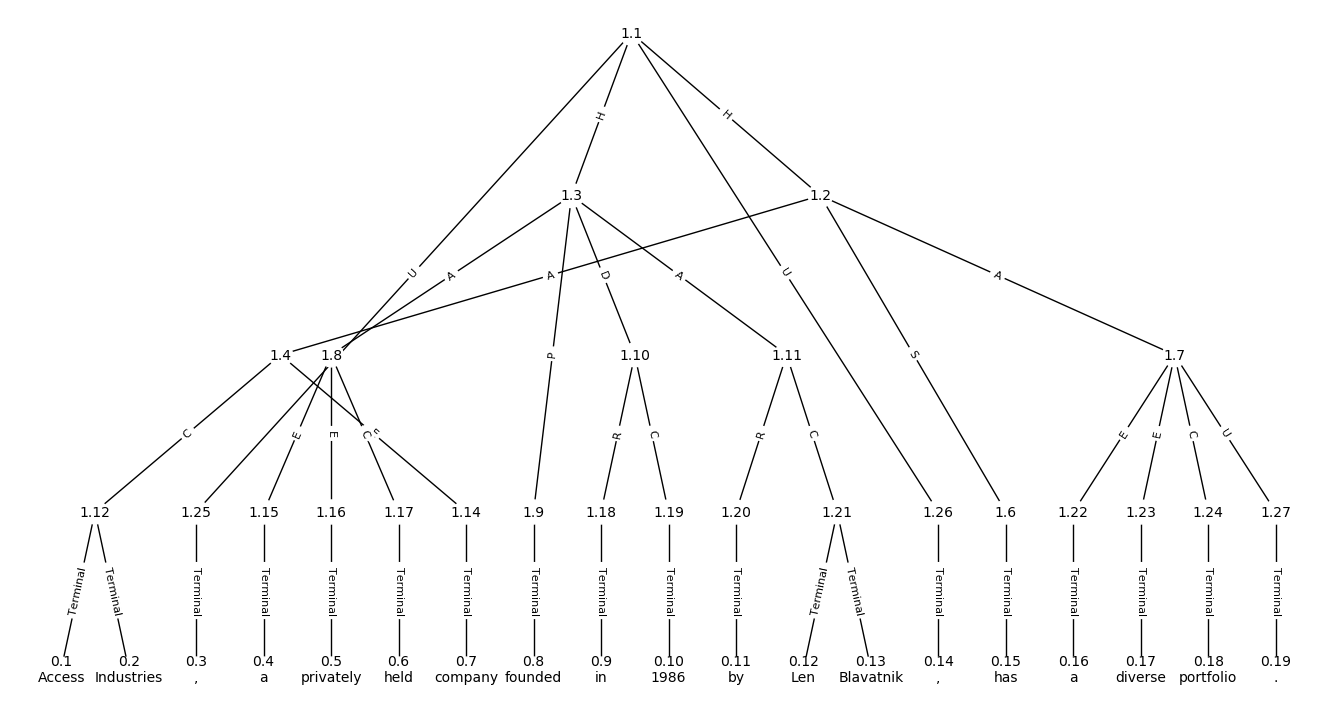 1.1
H
H
1.3
1.2
U
A
A
D
A
U
A
1.4
1.8
P
1.10
1.11
S
1.7
C
E
E
C
E
R
C
R
C
E
E
C
U
1.12
1.25
1.15
1.16
1.17
1.14
1.9
1.18
1.19
1.20
1.21
1.26
1.6
1.22
1.23
1.24
1.27
Terminal Terminal Terminal Terminal Terminal Terminal Terminal Terminal Terminal Terminal Terminal Terminal Terminal Terminal Terminal Terminal Terminal Terminal Terminal
0.1 0.2 0.3 0.4 0.5 0.6 0.7 0.8 0.9 0.10 0.11 0.12 0.13 0.14 0.15 0.16 0.17 0.18 0.19
Access Industries , a privately held company founded in 1986 by Len Blavatnik , has a diverse portfolio .